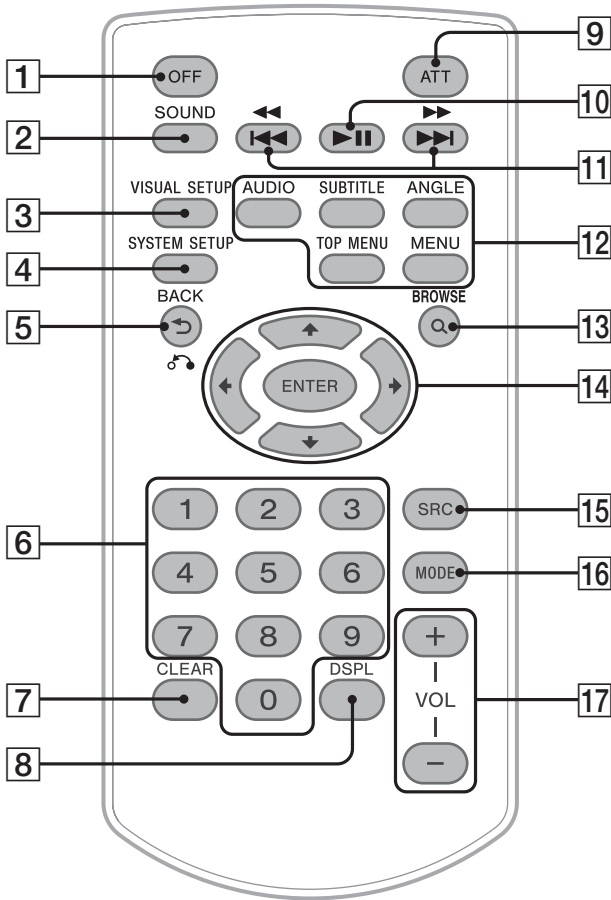 1
OFF
ATT
9
2
SOUND
10
11
3
VISUAL SETUP
AUDIO
SUBTITLE
ANGLE
4
SYSTEM SETUP
TOP MENU
MENU
12
5
BACK
BROWSE
13
ENTER
14
6
1
2
3
SRC
15
4
5
6
MODE
16
7
8
9
+
7
CLEAR
0
DSPL
VOL
17
8
−